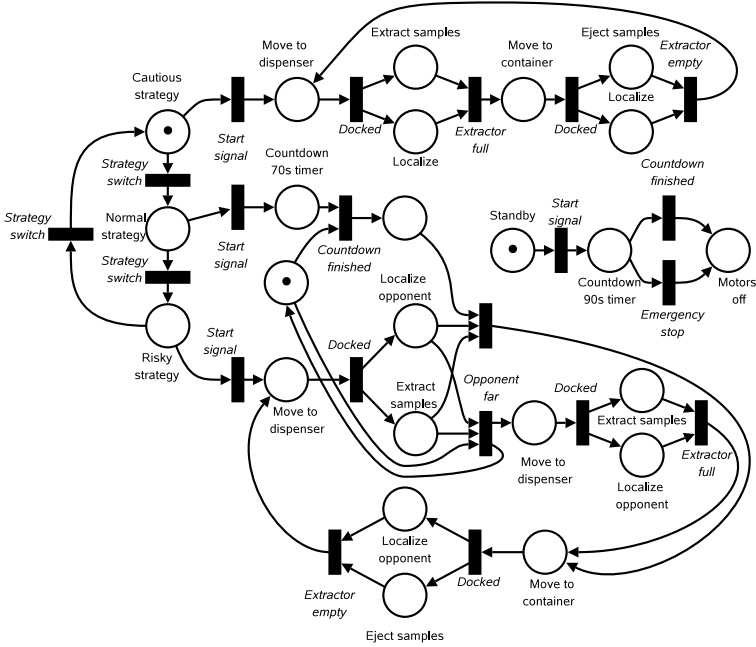 Move to
dispenser
Extract samples
Move to
container
Eject samples
Extractor
empty
Cautious
strategy
Start
signal
Docked
Localize
Extractor
full
Docked
Localize
Countdown
finished
Strategy
switch
Countdown
70s timer
Strategy
switch
Normal
strategy
Start
signal
Countdown
finished
Standby
Start
signal
Countdown
90s timer
Motors
off
Emergency
stop
Strategy
switch
Localize
opponent
Risky
strategy
Start
signal
Docked
Move to
dispenser
Extract
samples
Opponent
far
Docked
Move to
dispenser
Extract samples
Localize
opponent
Extractor
full
Localize
opponent
Extractor
empty
Docked
Move to
container
Eject samples